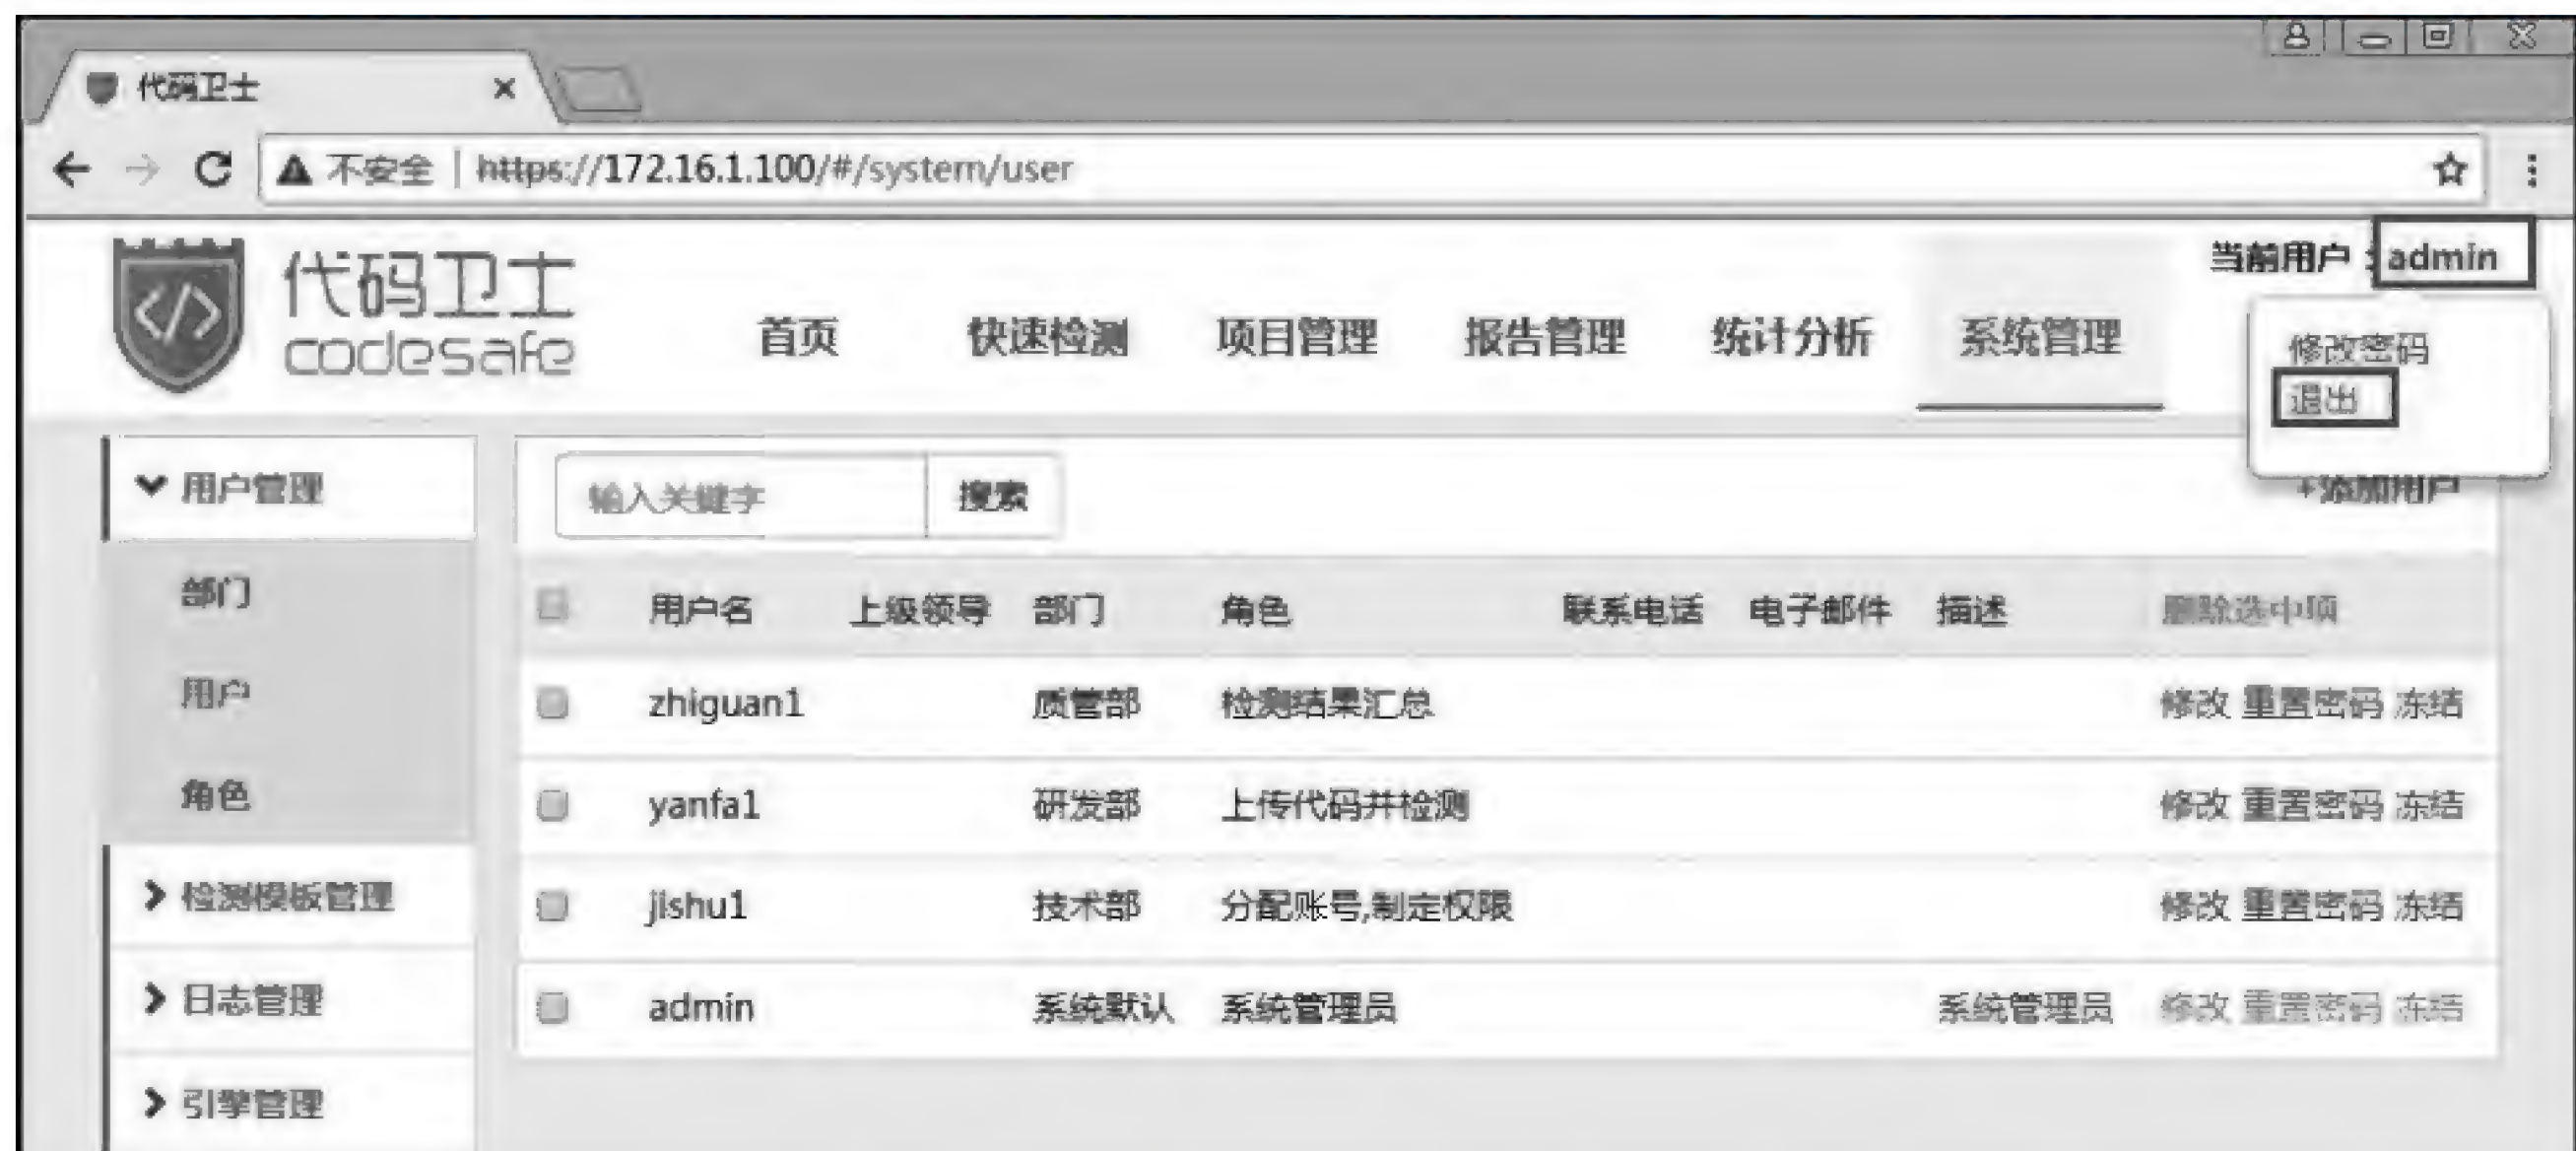 代码卫士
不安全 | https://172.16.1.100/#/system/user
当前用户：admin
代码卫士
codesafe
首页 快速检测 项目管理 报告管理 统计分析 系统管理
修改密码
退出
用户管理
输入关键字 搜索
+添加用户
部门
用户名 上级领导 部门 角色 联系电话 电子邮件 描述 删除选中项
用户
zhiguan1 质管部 检测结果汇总 修改 重置密码 冻结
角色
yanfa1 研发部 上传代码并检测 修改 重置密码 冻结
检测模板管理
jishu1 技术部 分配账号,制定权限 修改 重置密码 冻结
日志管理
admin 系统默认 系统管理员 系统管理员 修改 重置密码 冻结
引擎管理